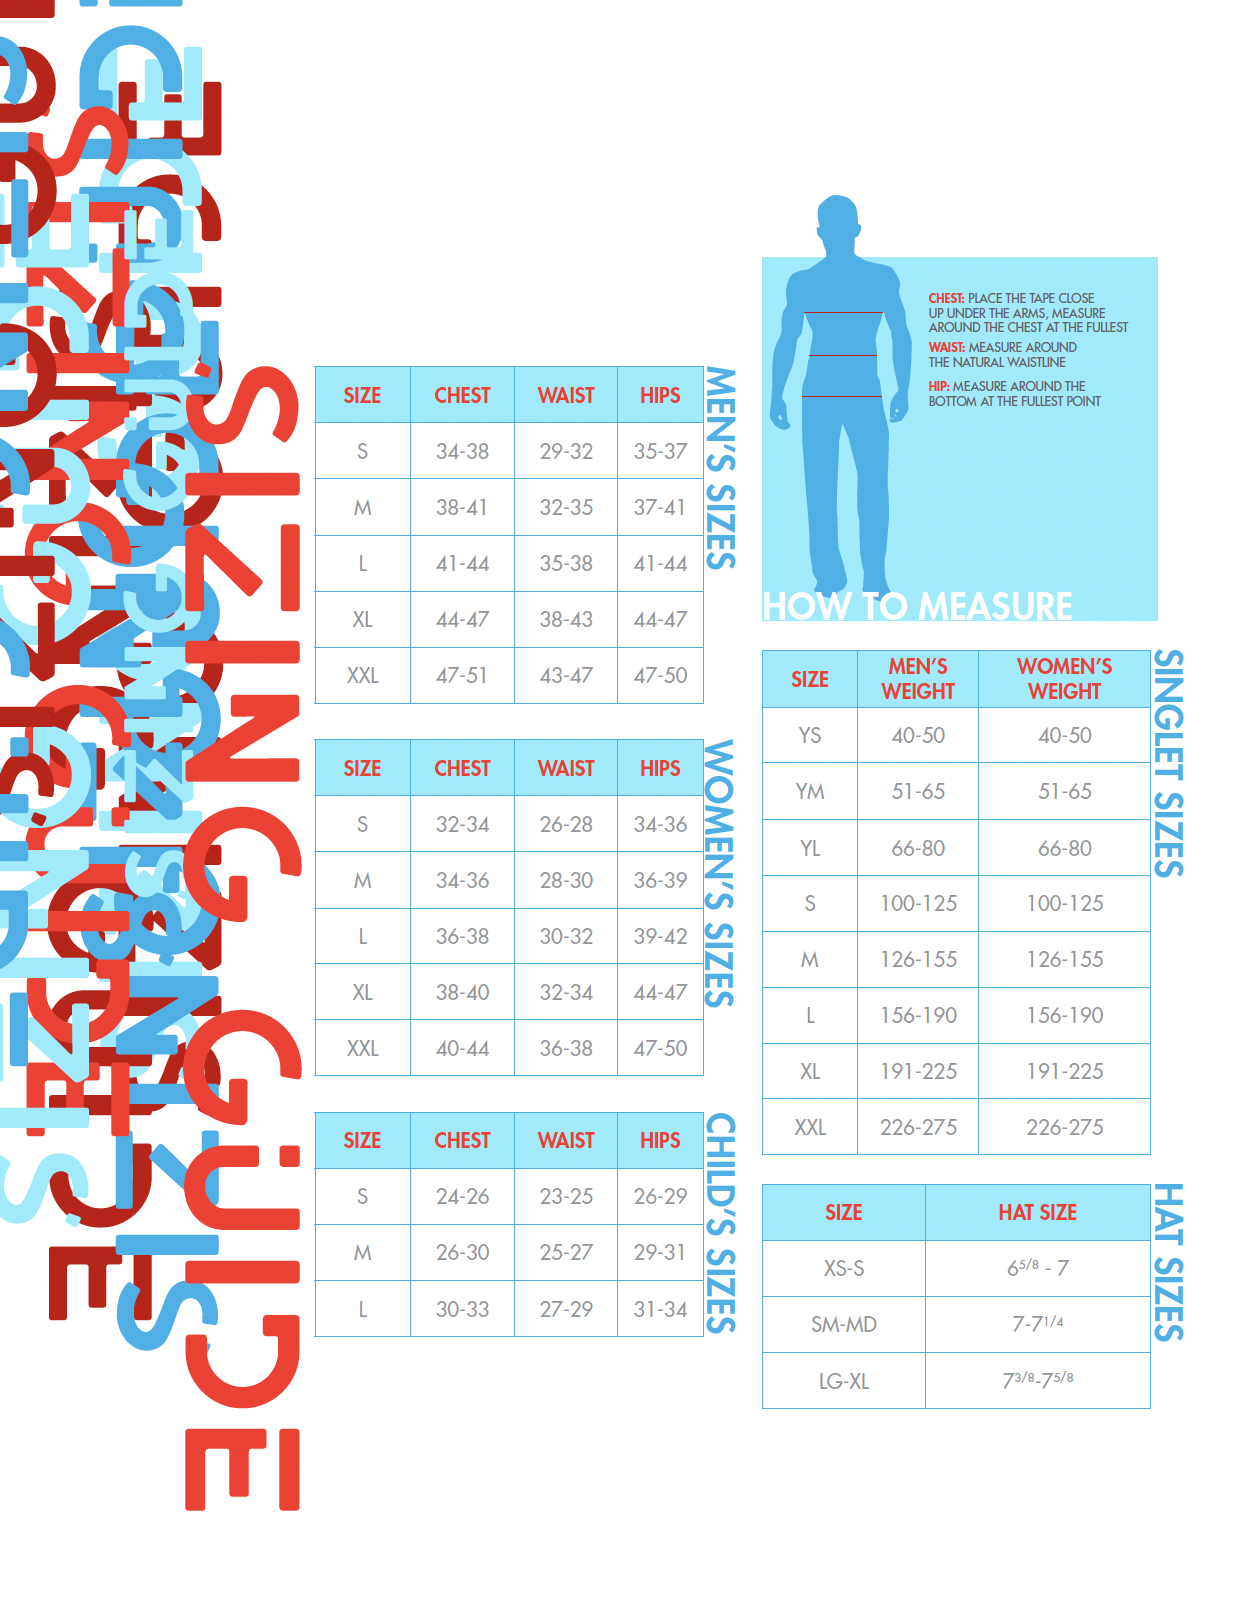 SIZING GUIDE
SIZE CHEST WAIST HIPS
S 34-38 29-32 35-37
M 38-41 32-35 37-41
L 41-44 35-38 41-44
XL 44-47 38-43 44-47
XXL 47-51 43-47 47-50
MEN'S SIZES
SIZE CHEST WAIST HIPS
S 32-34 26-28 34-36
M 34-36 28-30 36-39
L 36-38 30-32 39-42
XL 38-40 32-34 44-47
XXL 40-44 36-38 47-50
WOMEN'S SIZES
SIZE CHEST WAIST HIPS
S 24-26 23-25 26-29
M 26-30 25-27 29-31
L 30-33 27-29 31-34
CHILD'S SIZES
CHEST: PLACE THE TAPE CLOSE
UP UNDER THE ARMS, MEASURE
AROUND THE CHEST AT THE FULLEST
WAIST: MEASURE AROUND
THE NATURAL WAISTLINE
HIP: MEASURE AROUND THE
BOTTOM AT THE FULLEST POINT
HOW TO MEASURE
SIZE MEN'S WEIGHT WOMEN'S WEIGHT
YS 40-50 40-50
YM 51-65 51-65
YL 66-80 66-80
S 100-125 100-125
M 126-155 126-155
L 156-190 156-190
XL 191-225 191-225
XXL 226-275 226-275
SINGLET SIZES
SIZE HAT SIZE
XS-S 6 5/8 - 7
SM-MD 7-7 1/4
LG-XL 7 3/8-7 5/8
HAT SIZES